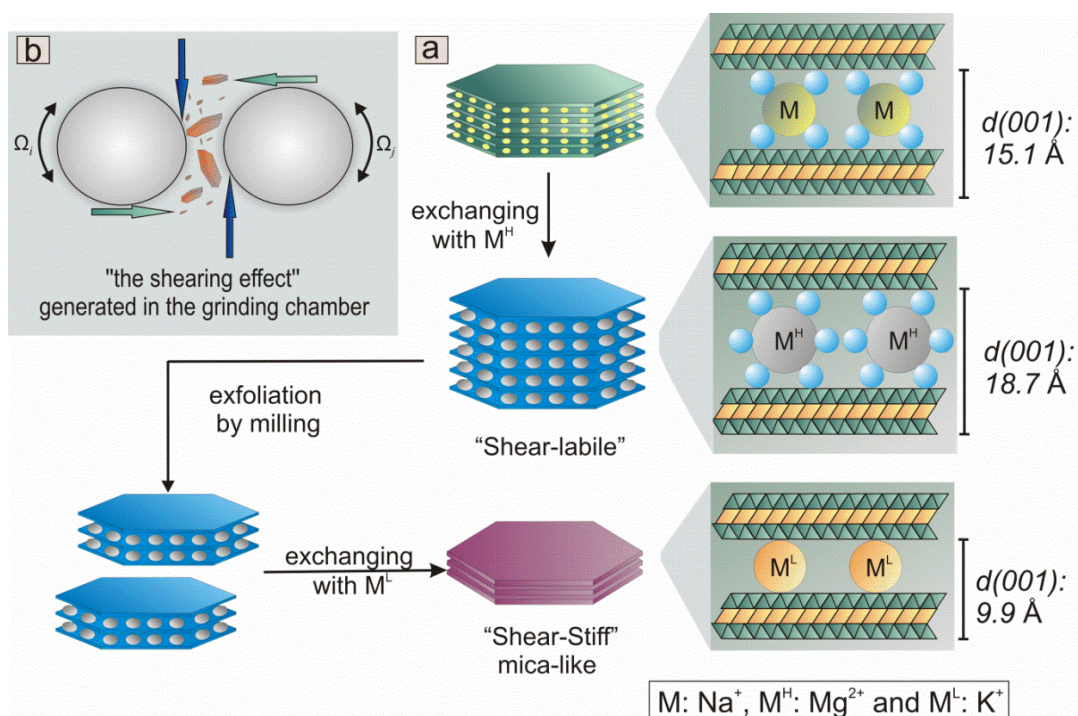 b
Ωi
Ωj
"the shearing effect"
generated in the grinding chamber
a
M
M
d(001):
15.1 Å
exchanging
with Mᴴ
Mᴴ
Mᴴ
d(001):
18.7 Å
"Shear-labile"
exfoliation
by milling
exchanging
with Mᴸ
"Shear-Stiff"
mica-like
Mᴸ
Mᴸ
d(001):
9.9 Å
M: Na⁺, Mᴴ: Mg²⁺ and Mᴸ: K⁺